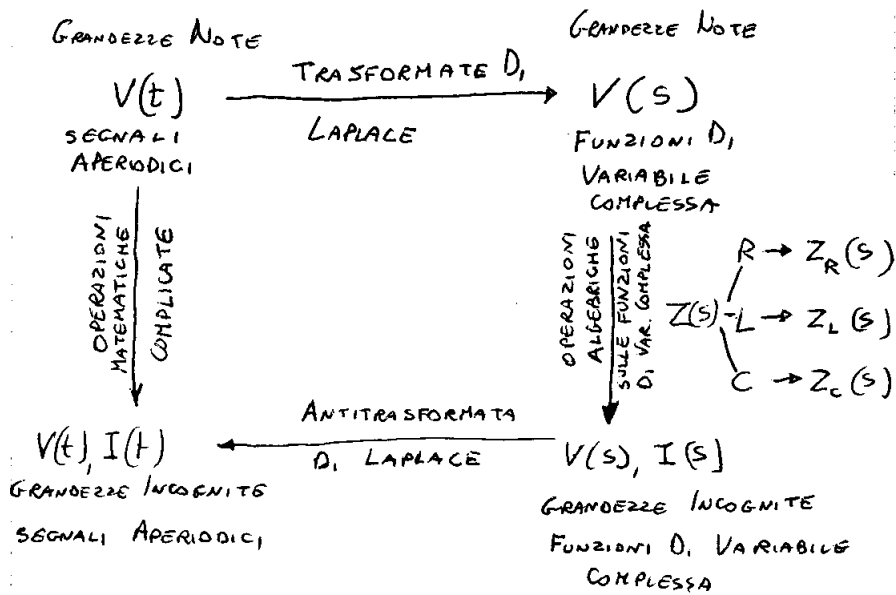 GRANDEZZE NOTE
GRANDEZZE NOTE
V(t)
TRASFORMATE DI
LAPLACE
V(s)
SEGNALI
APERIODICI
FUNZIONI DI
VARIABILE
COMPLESSA
OPERAZIONI
MATEMATICHE
COMPLICATE
OPERAZIONI
ALGEBRICHE
SULLE FUNZIONI
DI VAR. COMPLESSA
R → Z_R(s)
Z(s) - L → Z_L(s)
C → Z_C(s)
V(t), I(t)
ANTITRASFORMATA
DI LAPLACE
V(s), I(s)
GRANDEZZE INCOGNITE
SEGNALI APERIODICI
GRANDEZZE INCOGNITE
FUNZIONI DI VARIABILE
COMPLESSA